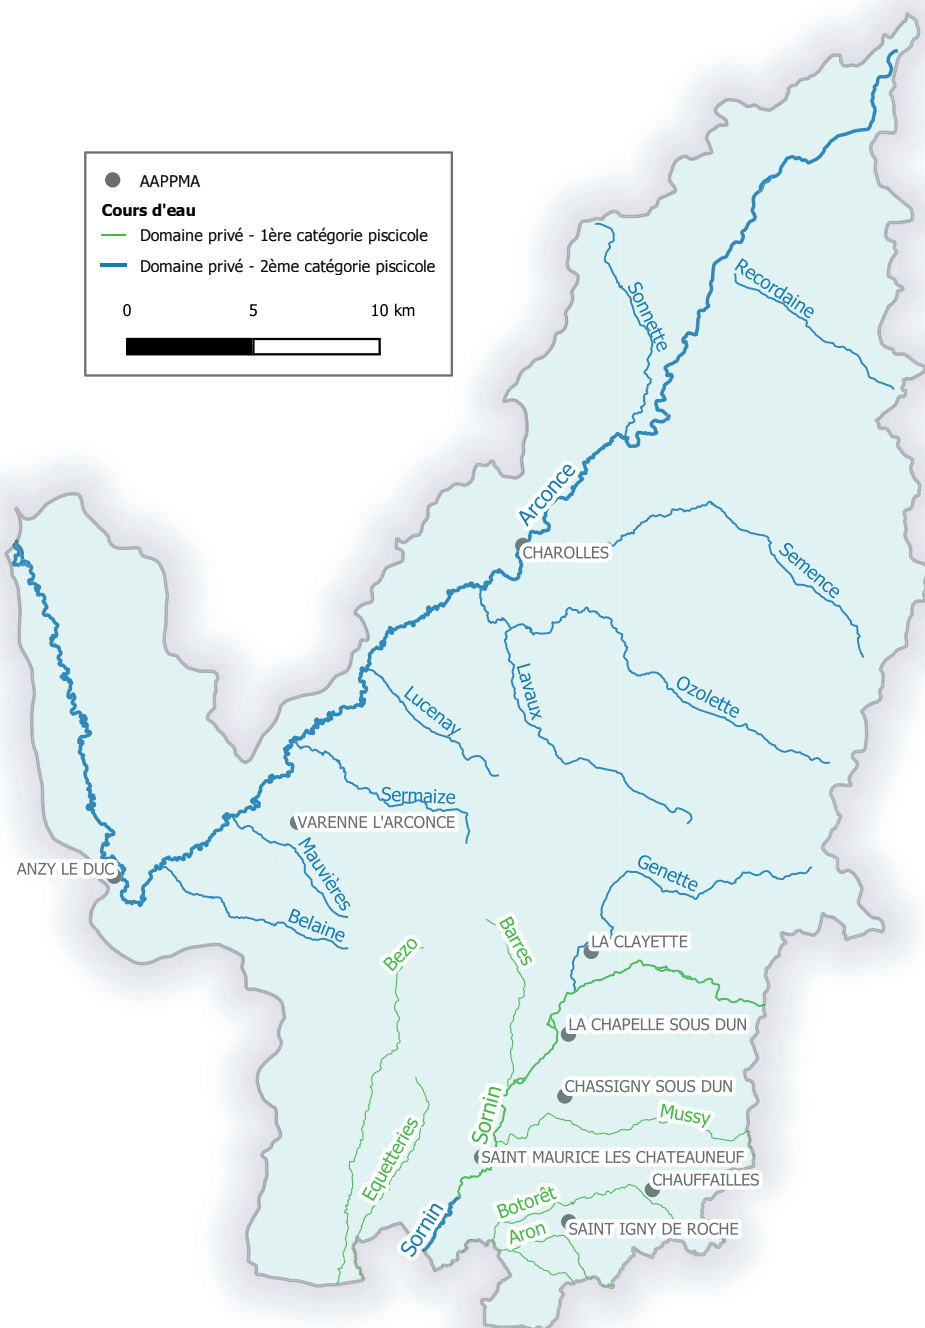 AAPPMA
Cours d'eau
Domaine privé - 1ère catégorie piscicole
Domaine privé - 2ème catégorie piscicole
0 5 10 km
Recordaine
Sonnette
Arconce
CHAROLLES
Semence
Lavaux
Ozolette
Lucenay
Sermaize
VARENNE L'ARCONCE
Mauvières
ANZY LE DUC
Genette
Belaine
Barres
Bezo
LA CLAYETTE
LA CHAPELLE SOUS DUN
CHASSIGNY SOUS DUN
Sornin
Mussy
Equetteries
SAINT MAURICE LES CHATEAUNEUF
CHAUFFAILLES
Botorêt
Sornin
Aron
SAINT IGNY DE ROCHE